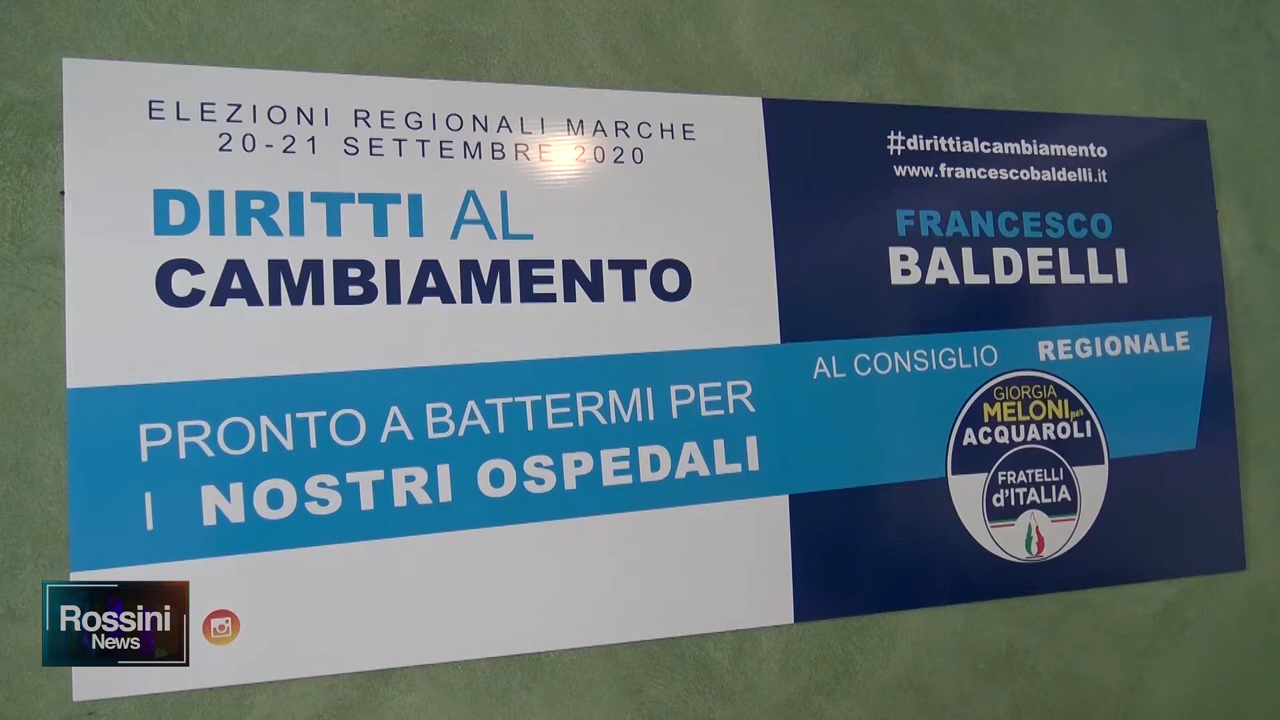 ELEZIONI REGIONALI MARCHE
20-21 SETTEMBRE 2020
DIRITTI AL
CAMBIAMENTO
PRONTO A BATTERMI PER
I NOSTRI OSPEDALI
#dirittialcambiamento
www.francescobaldelli.it
FRANCESCO
BALDELLI
AL CONSIGLIO REGIONALE
GIORGIA
MELONI per
ACQUAROLI
FRATELLI
d'ITALIA
Rossini
News